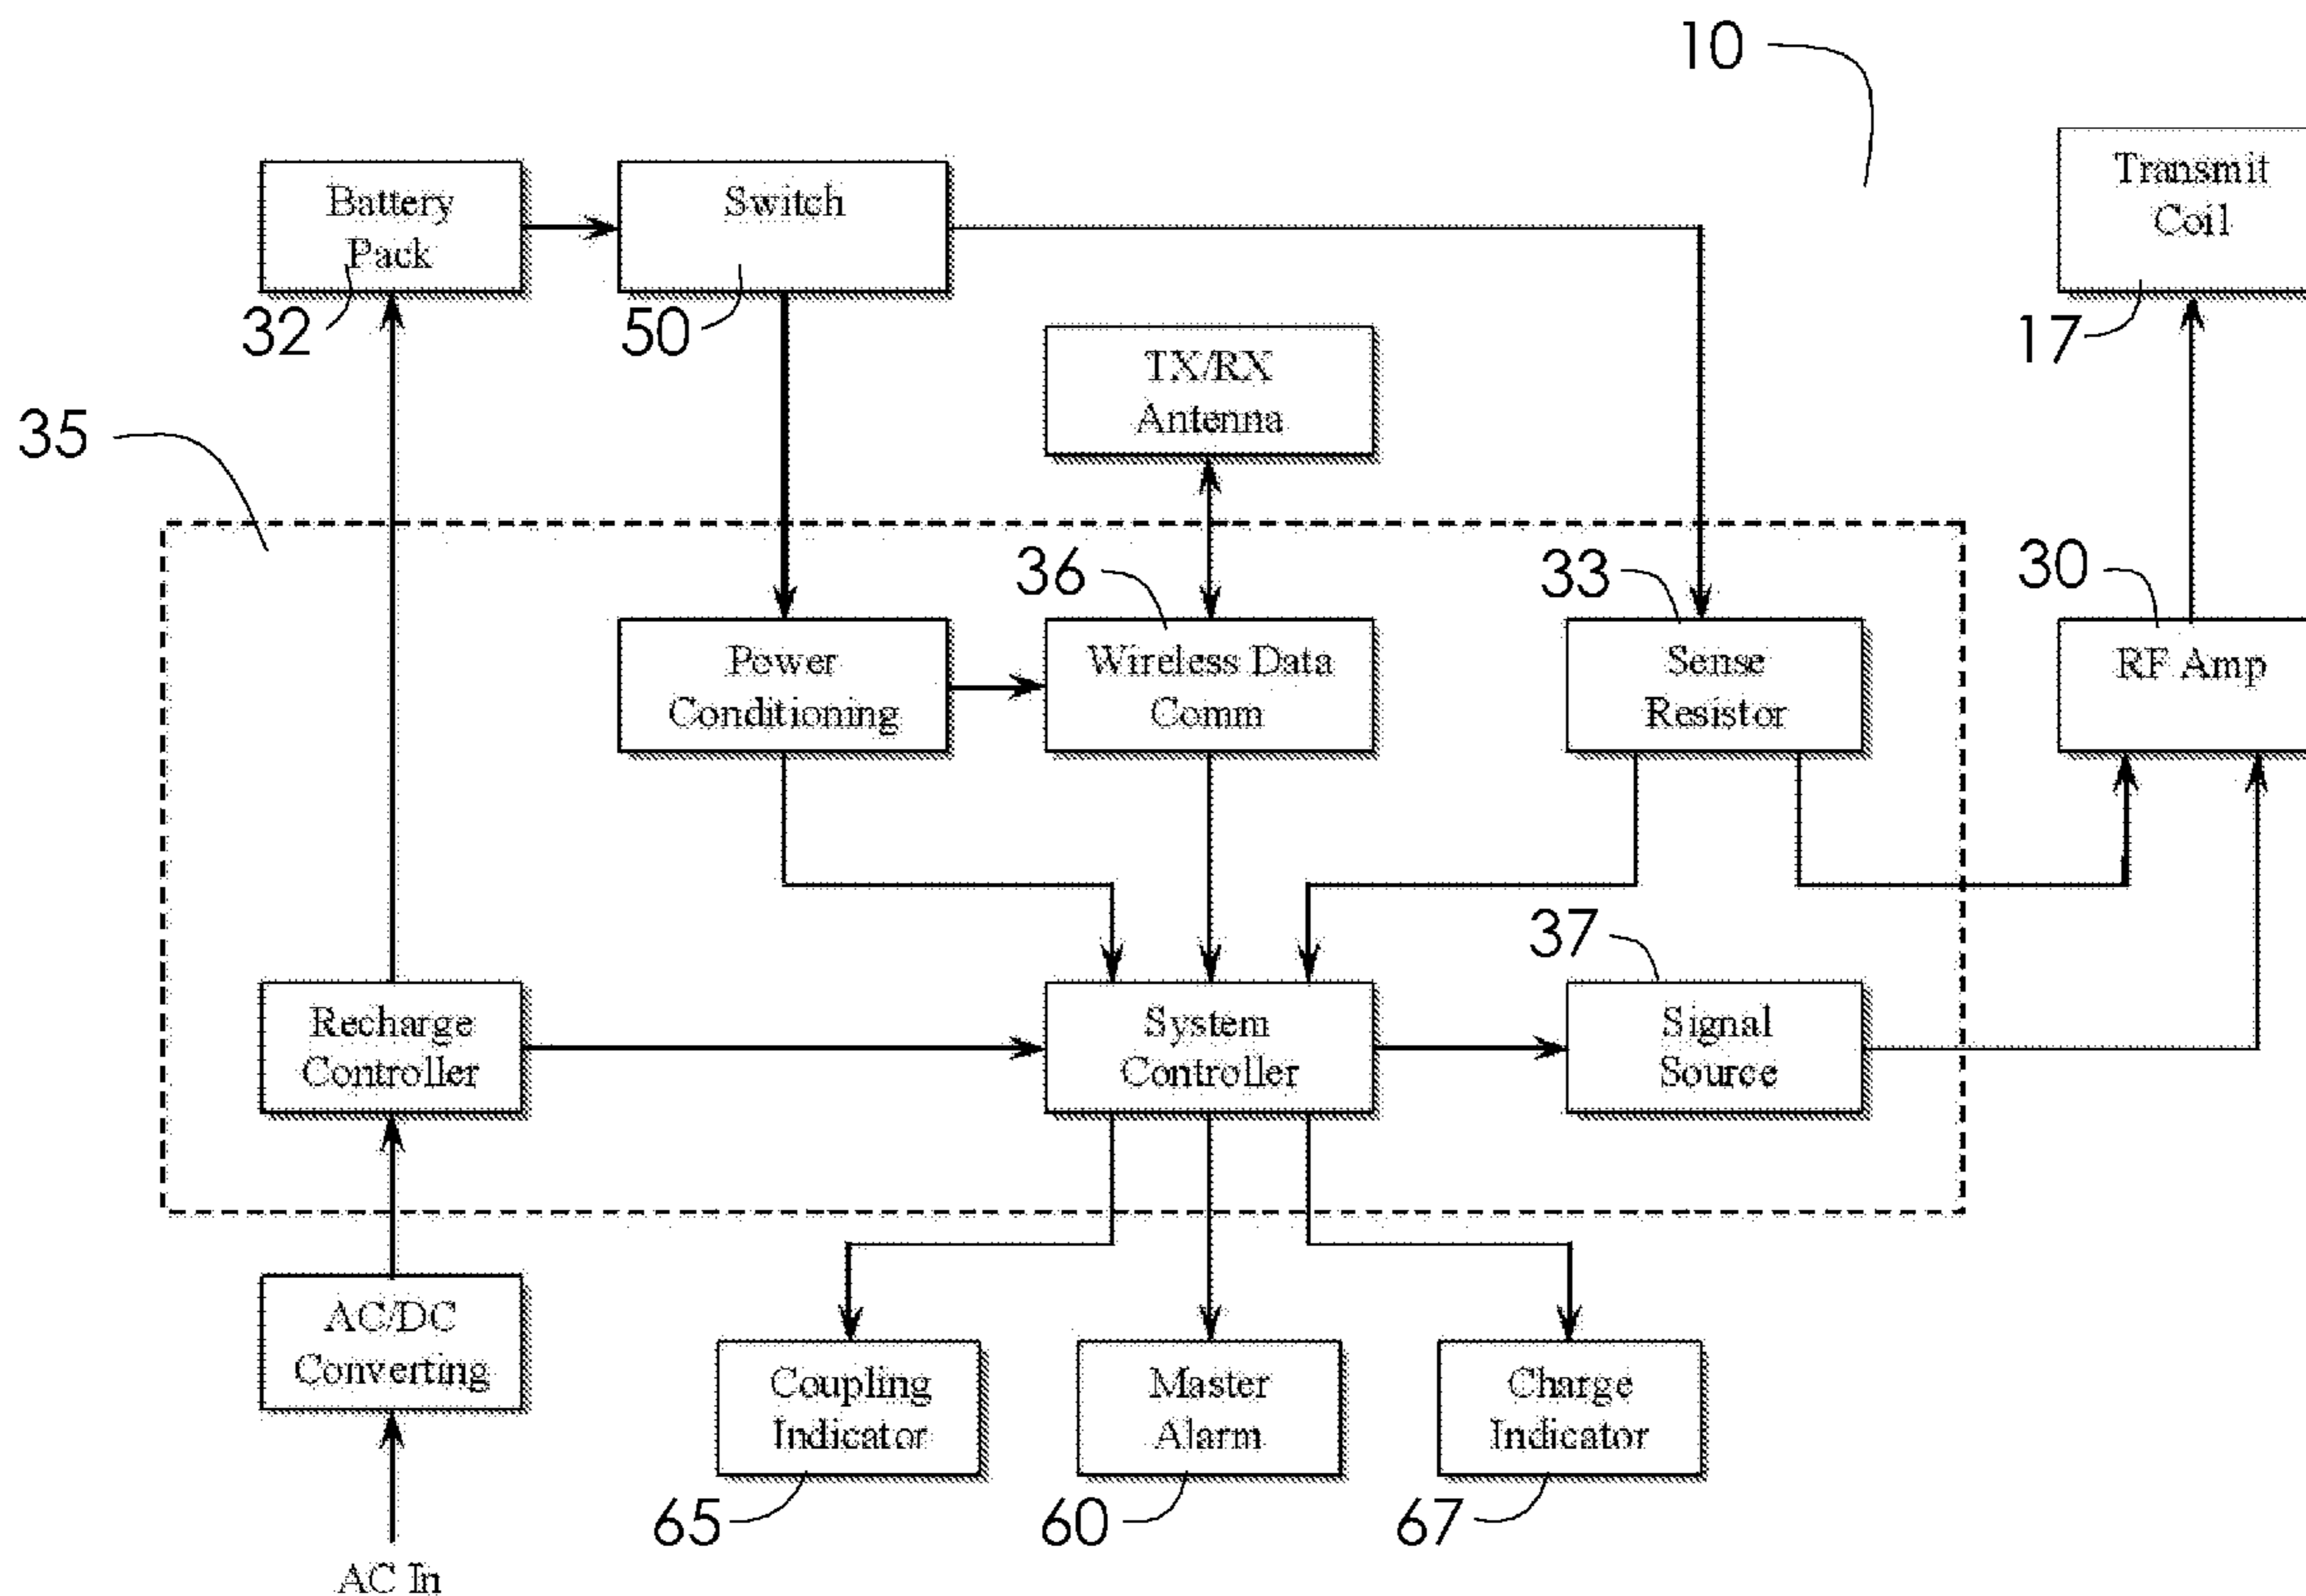 10
Battery
Pack
32
Switch
50
Transmit
Coil
17
TX/RX
Antenna
35
36
33
30
Power
Conditioning
Wireless Data
Comm
Sense
Resistor
RF Amp
37
Recharge
Controller
System
Controller
Signal
Source
AC/DC
Converting
Coupling
Indicator
65
Master
Alarm
60
Charge
Indicator
67
AC In